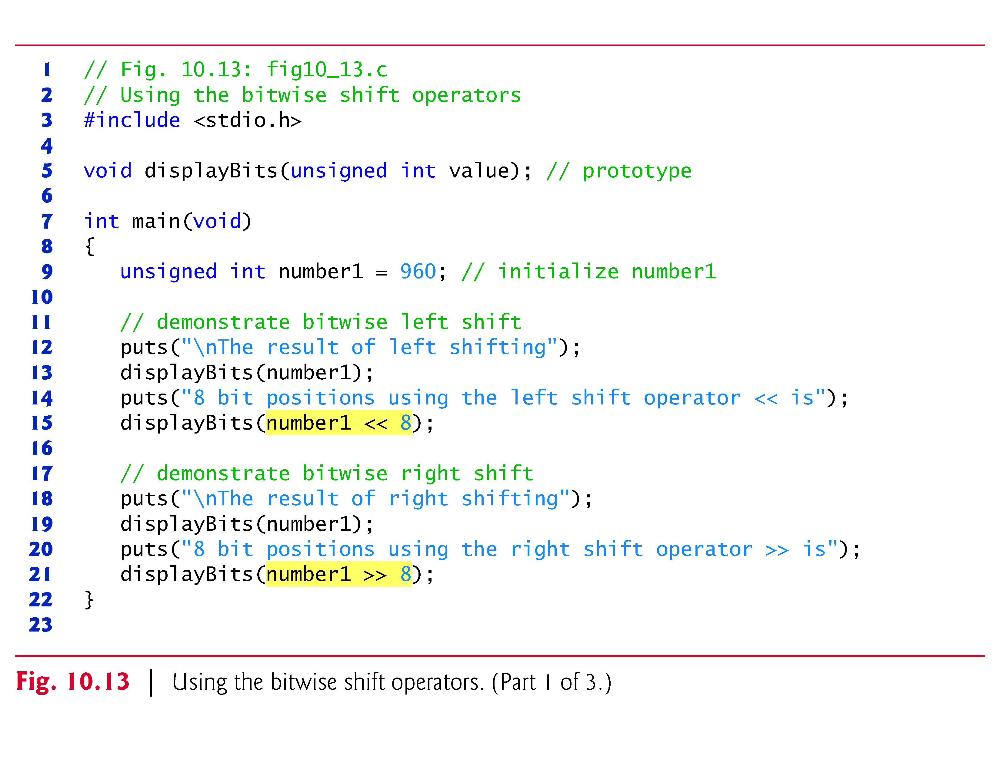 1 // Fig. 10.13: fig10_13.c
2 // Using the bitwise shift operators
3 #include <stdio.h>
4
5 void displayBits(unsigned int value); // prototype
6
7 int main(void)
8 {
9    unsigned int number1 = 960; // initialize number1
10
11    // demonstrate bitwise left shift
12    puts("\nThe result of left shifting");
13    displayBits(number1);
14    puts("8 bit positions using the left shift operator << is");
15    displayBits(number1 << 8);
16
17    // demonstrate bitwise right shift
18    puts("\nThe result of right shifting");
19    displayBits(number1);
20    puts("8 bit positions using the right shift operator >> is");
21    displayBits(number1 >> 8);
22 }
23
Fig. 10.13 | Using the bitwise shift operators. (Part 1 of 3.)